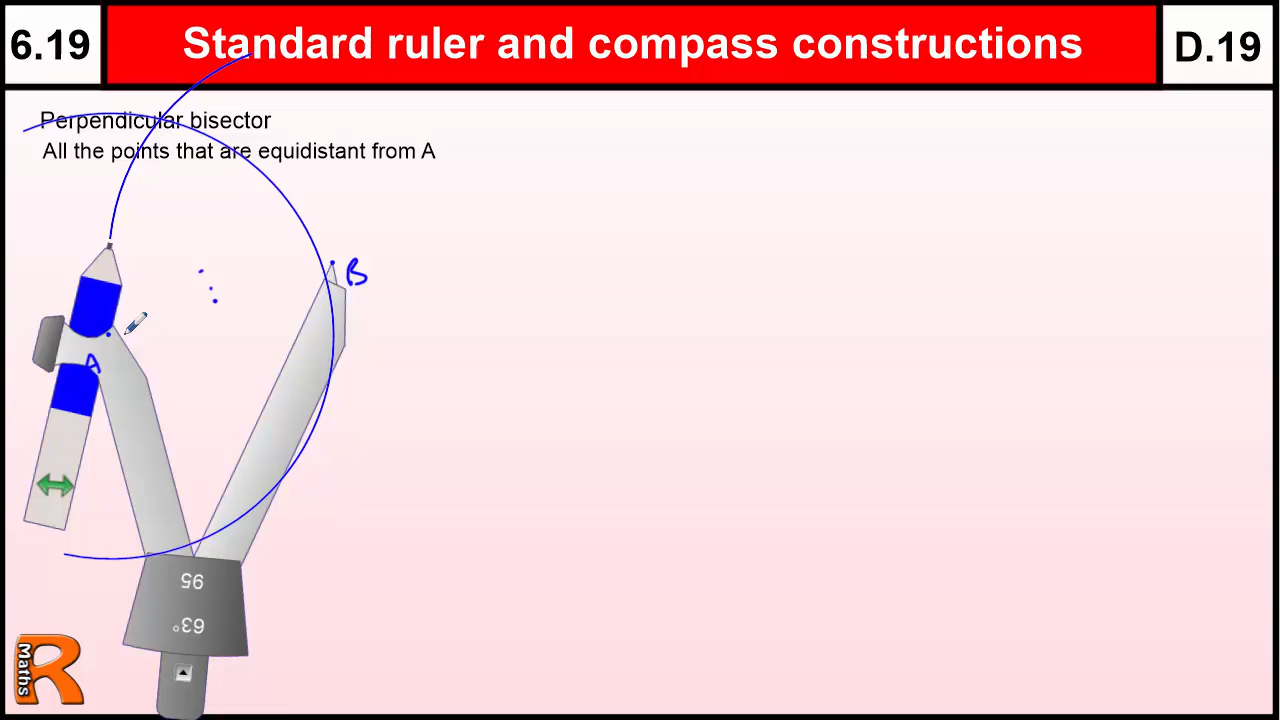 6.19
Standard ruler and compass constructions
D.19
Perpendicular bisector
All the points that are equidistant from A
B
A
95
63°
R
Maths